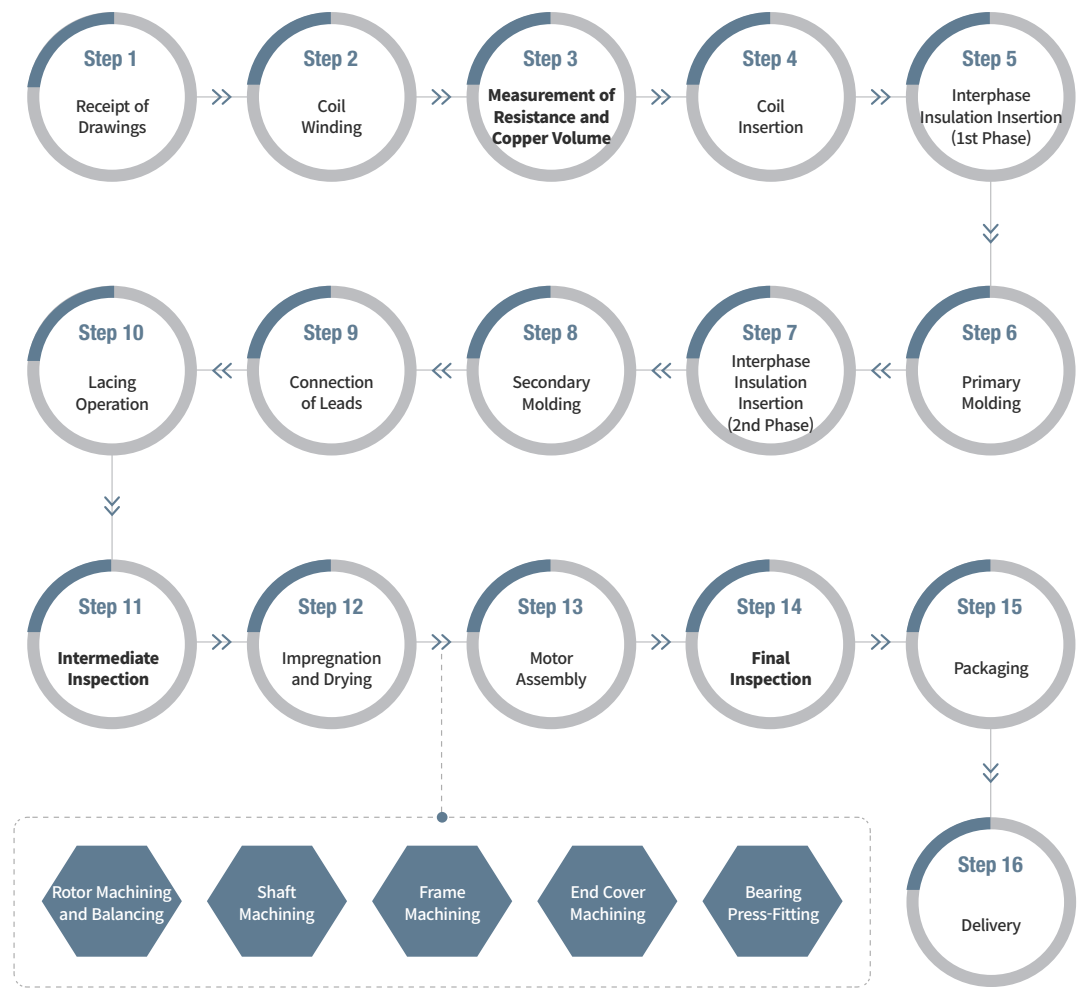 Step 1
Receipt of
Drawings
Step 2
Coil
Winding
Step 3
Measurement of
Resistance and
Copper Volume
Step 4
Coil
Insertion
Step 5
Interphase
Insulation Insertion
(1st Phase)
Step 6
Primary
Molding
Step 7
Interphase
Insulation
Insertion
(2nd Phase)
Step 8
Secondary
Molding
Step 9
Connection
of Leads
Step 10
Lacing
Operation
Step 11
Intermediate
Inspection
Step 12
Impregnation
and Drying
Step 13
Motor
Assembly
Step 14
Final
Inspection
Step 15
Packaging
Step 16
Delivery
Rotor Machining
and Balancing
Shaft
Machining
Frame
Machining
End Cover
Machining
Bearing
Press-Fitting